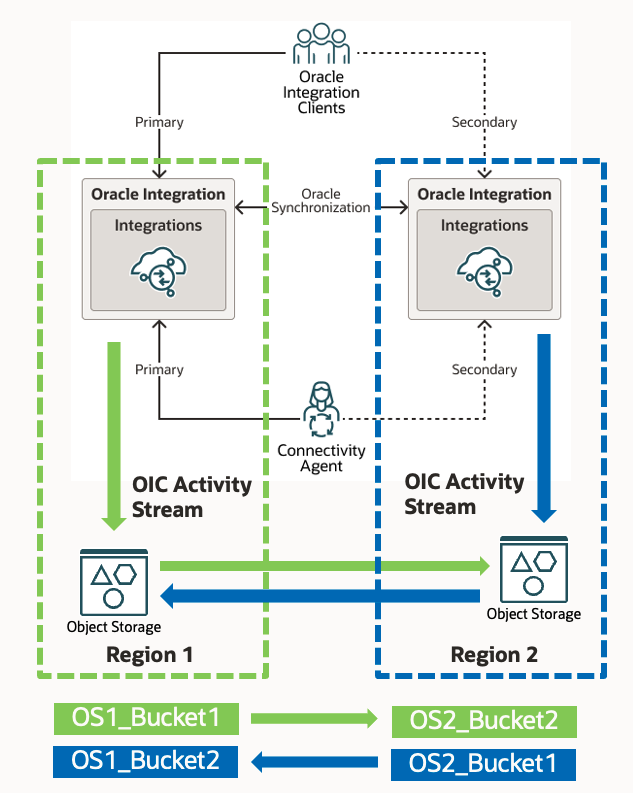 Oracle
Integration
Clients
Primary
Secondary
Oracle Integration
Integrations
Oracle
Synchronization
Oracle Integration
Integrations
Primary
Secondary
Connectivity
Agent
OIC Activity
Stream
OIC Activity
Stream
Object Storage
Object Storage
Region 1
Region 2
OS1_Bucket1
OS2_Bucket2
OS1_Bucket2
OS2_Bucket1